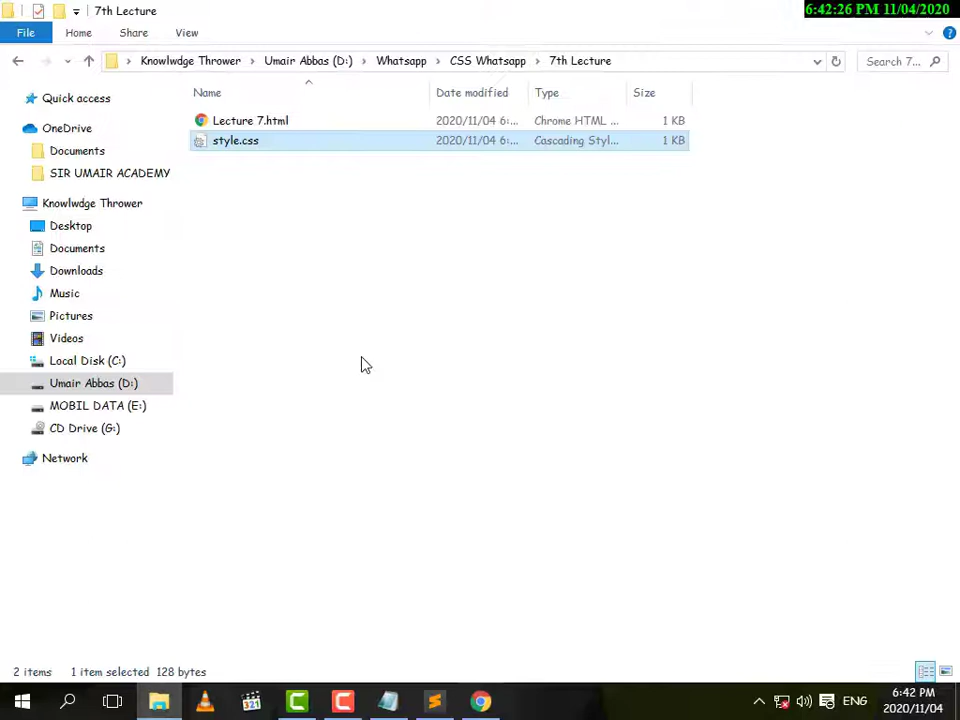 7th Lecture
6:42:26 PM 11/04/2020
File Home Share View
Knowlwdge Thrower Umair Abbas (D:) Whatsapp CSS Whatsapp 7th Lecture
Search 7...
Name Date modified Type Size
Lecture 7.html 2020/11/04 6:... Chrome HTML ... 1 KB
style.css 2020/11/04 6:... Cascading Styl... 1 KB
Quick access
OneDrive
Documents
SIR UMAIR ACADEMY
Knowlwdge Thrower
Desktop
Documents
Downloads
Music
Pictures
Videos
Local Disk (C:)
Umair Abbas (D:)
MOBIL DATA (E:)
CD Drive (G:)
Network
2 items 1 item selected 128 bytes
321
ENG
6:42 PM
2020/11/04